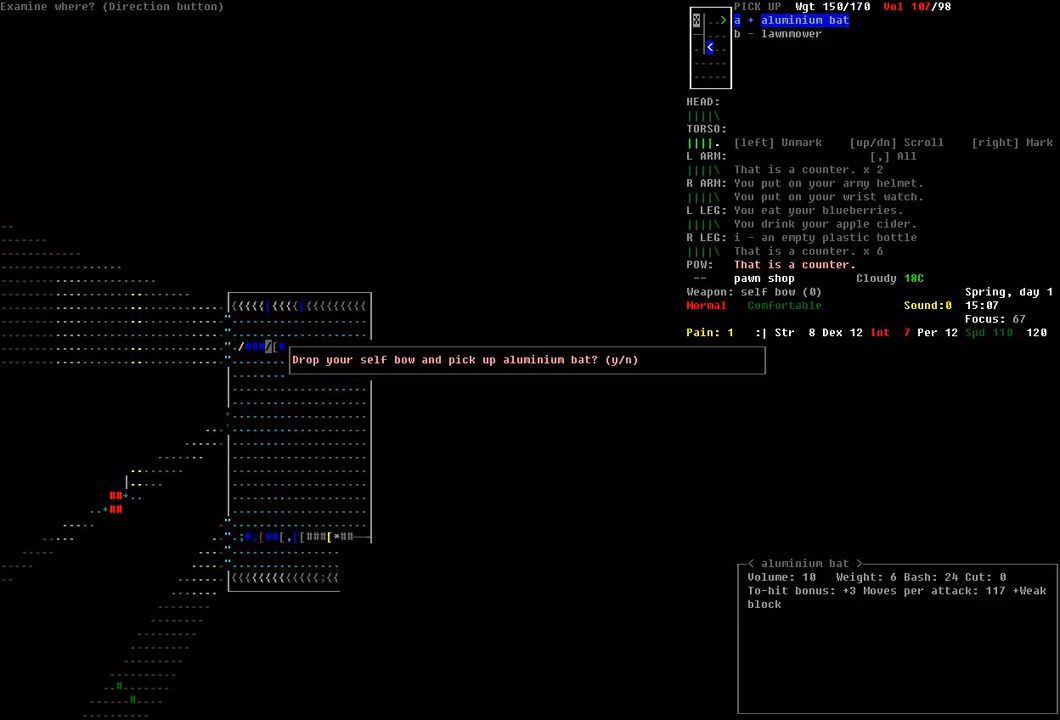 Examine where? (Direction button)
PICK UP Wgt 150/170 Vol 107/98
a + aluminium bat
b - lawnmower
HEAD:
||||\
TORSO:
||||. [left] Unmark [up/dn] Scroll [right] Mark
L ARM: [,] All
||||\ That is a counter. x 2
R ARM: You put on your army helmet.
||||\ You put on your wrist watch.
L LEG: You eat your blueberries.
||||\ You drink your apple cider.
R LEG: i - an empty plastic bottle
||||\ That is a counter. x 6
POW: That is a counter.
-- pawn shop Cloudy 18C
Weapon: self bow (0) Spring, day 1
Normal Comfortable Sound:0 15:07
Focus: 67
Pain: 1 :| Str 8 Dex 12 Int 7 Per 12 Spd 110 120
Drop your self bow and pick up aluminium bat? (y/n)
< aluminium bat >
Volume: 10 Weight: 6 Bash: 24 Cut: 0
To-hit bonus: +3 Moves per attack: 117 +Weak
block